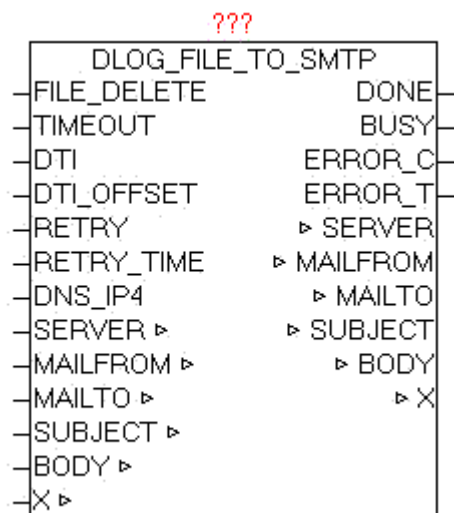 ???
DLOG_FILE_TO_SMTP
FILE_DELETE DONE
TIMEOUT BUSY
DTI ERROR_C
DTI_OFFSET ERROR_T
RETRY ▹ SERVER
RETRY_TIME ▹ MAILFROM
DNS_IP4 ▹ MAILTO
SERVER ▹ ▹ SUBJECT
MAILFROM ▹ ▹ BODY
MAILTO ▹ ▹ X
SUBJECT ▹
BODY ▹
X ▹